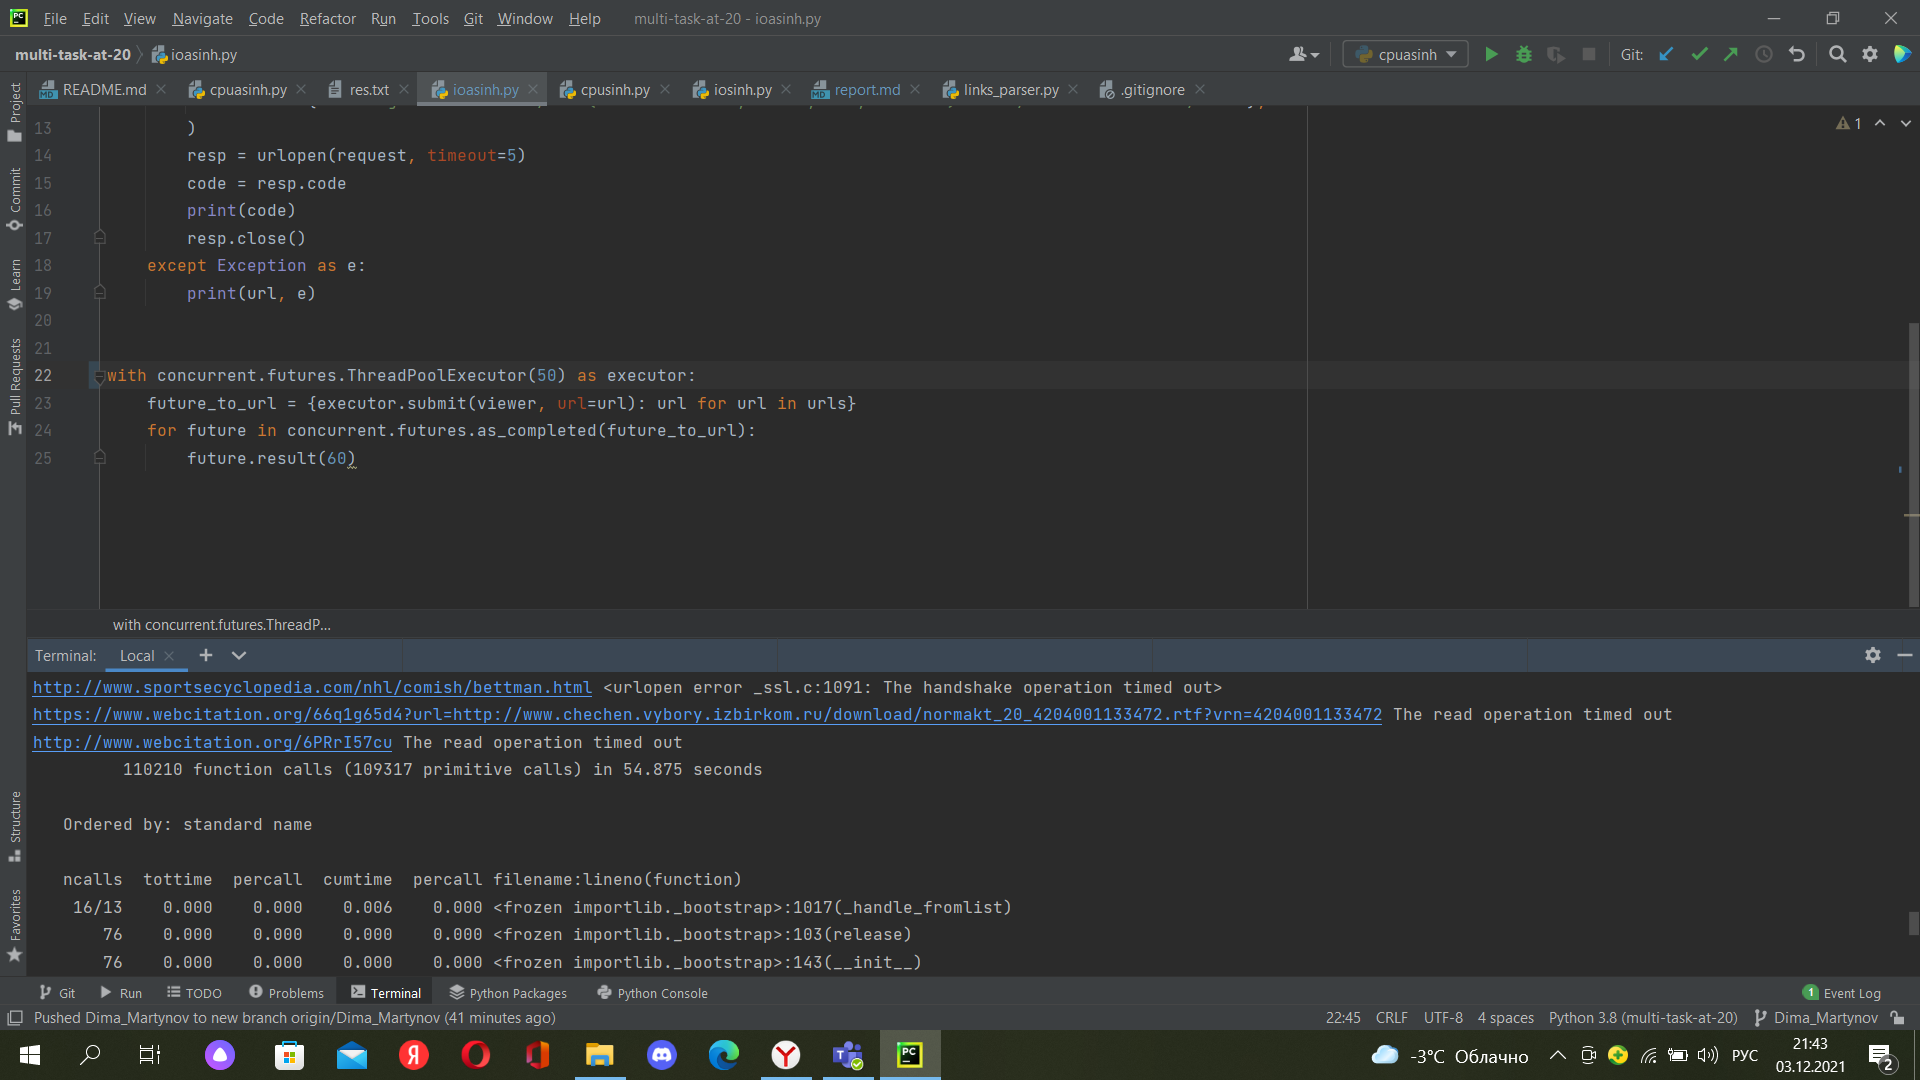 PC File Edit View Navigate Code Refactor Run Tools Git Window Help multi-task-at-20 - ioasinh.py
multi-task-at-20 ioasinh.py cpuasinh Git:
README.md cpuasinh.py res.txt ioasinh.py cpusinh.py iosinh.py report.md links_parser.py .gitignore
Project
Commit
Learn
Pull Requests
Structure
Favorites
1
13 )
14 resp = urlopen(request, timeout=5)
15 code = resp.code
16 print(code)
17 resp.close()
18 except Exception as e:
19 print(url, e)
20
21
22 with concurrent.futures.ThreadPoolExecutor(50) as executor:
23 future_to_url = {executor.submit(viewer, url=url): url for url in urls}
24 for future in concurrent.futures.as_completed(future_to_url):
25 future.result(60)
with concurrent.futures.ThreadP...
Terminal: Local
http://www.sportsecyclopedia.com/nhl/comish/bettman.html <urlopen error _ssl.c:1091: The handshake operation timed out>
https://www.webcitation.org/66q1g65d4?url=http://www.chechen.vybory.izbirkom.ru/download/normakt_20_4204001133472.rtf?vrn=4204001133472 The read operation timed out
http://www.webcitation.org/6PRrI57cu The read operation timed out
110210 function calls (109317 primitive calls) in 54.875 seconds
Ordered by: standard name
ncalls tottime percall cumtime percall filename:lineno(function)
16/13 0.000 0.000 0.006 0.000 <frozen importlib._bootstrap>:1017(_handle_fromlist)
76 0.000 0.000 0.000 0.000 <frozen importlib._bootstrap>:103(release)
76 0.000 0.000 0.000 0.000 <frozen importlib._bootstrap>:143(__init__)
Git Run TODO Problems Terminal Python Packages Python Console 1 Event Log
Pushed Dima_Martynov to new branch origin/Dima_Martynov (41 minutes ago) 22:45 CRLF UTF-8 4 spaces Python 3.8 (multi-task-at-20) Dima_Martynov
-3°C Облачно РУС 21:43
03.12.2021 2